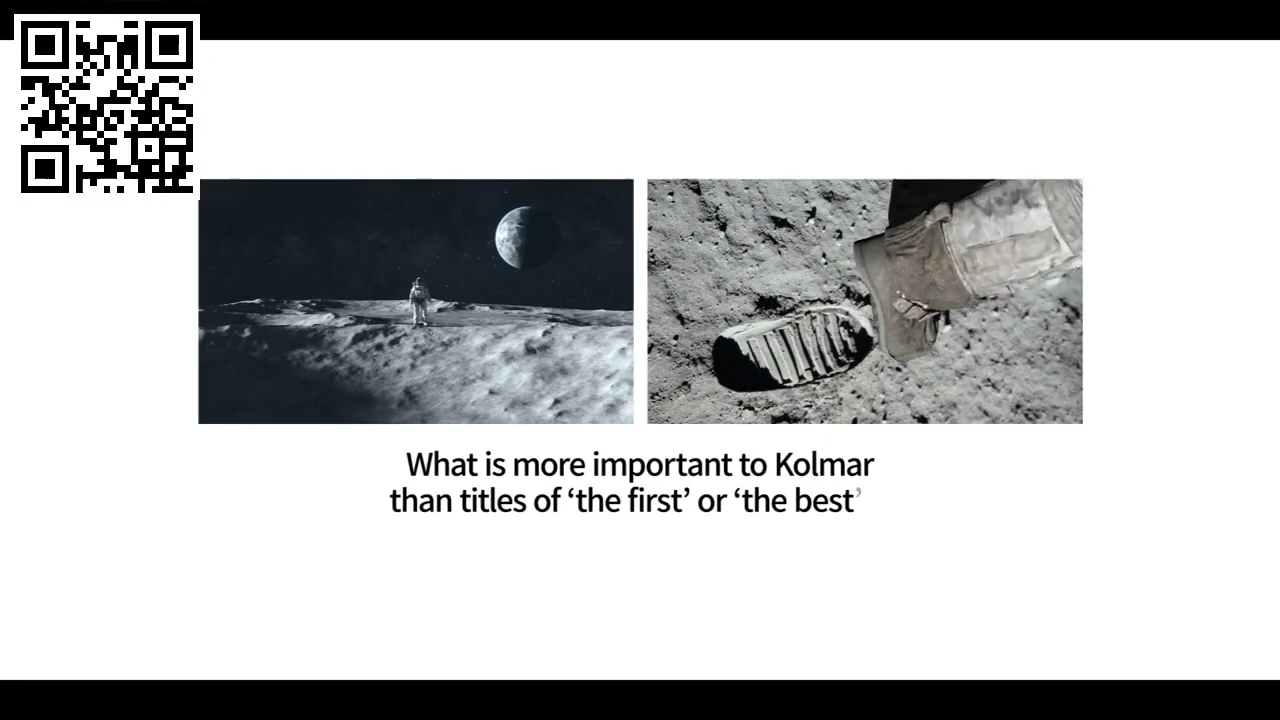 What is more important to Kolmar
than titles of ‘the first’ or ‘the best’